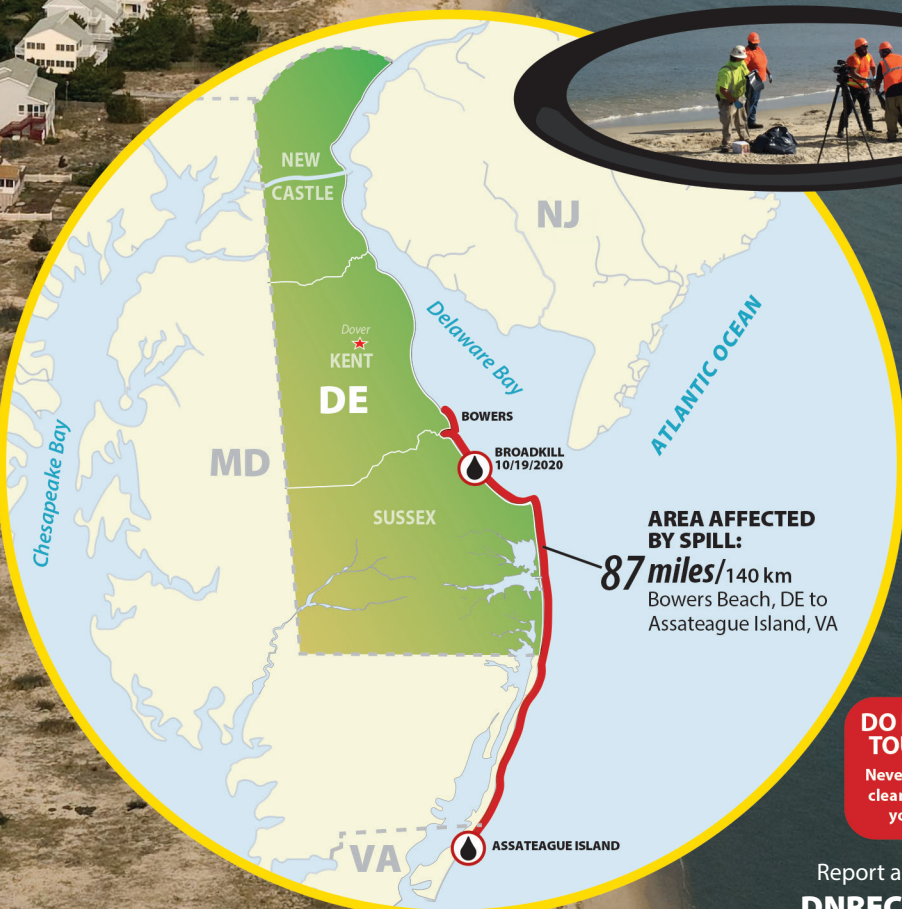 NEW
CASTLE
NJ
Delaware Bay
ATLANTIC OCEAN
Dover
KENT
DE
BOWERS
BROADKILL
10/19/2020
MD
Chesapeake Bay
SUSSEX
AREA AFFECTED
BY SPILL:
87 miles/140 km
Bowers Beach, DE to
Assateague Island, VA
DO
TOU
Neve
clear
yo
VA
ASSATEAGUE ISLAND
Report a
DNREC